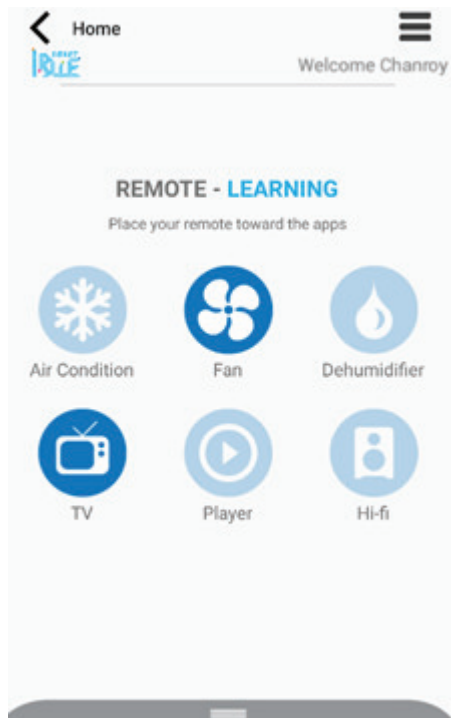 Home
Welcome Chanroy
REMOTE - LEARNING
Place your remote toward the apps
Air Condition
Fan
Dehumidifier
TV
Player
Hi-fi